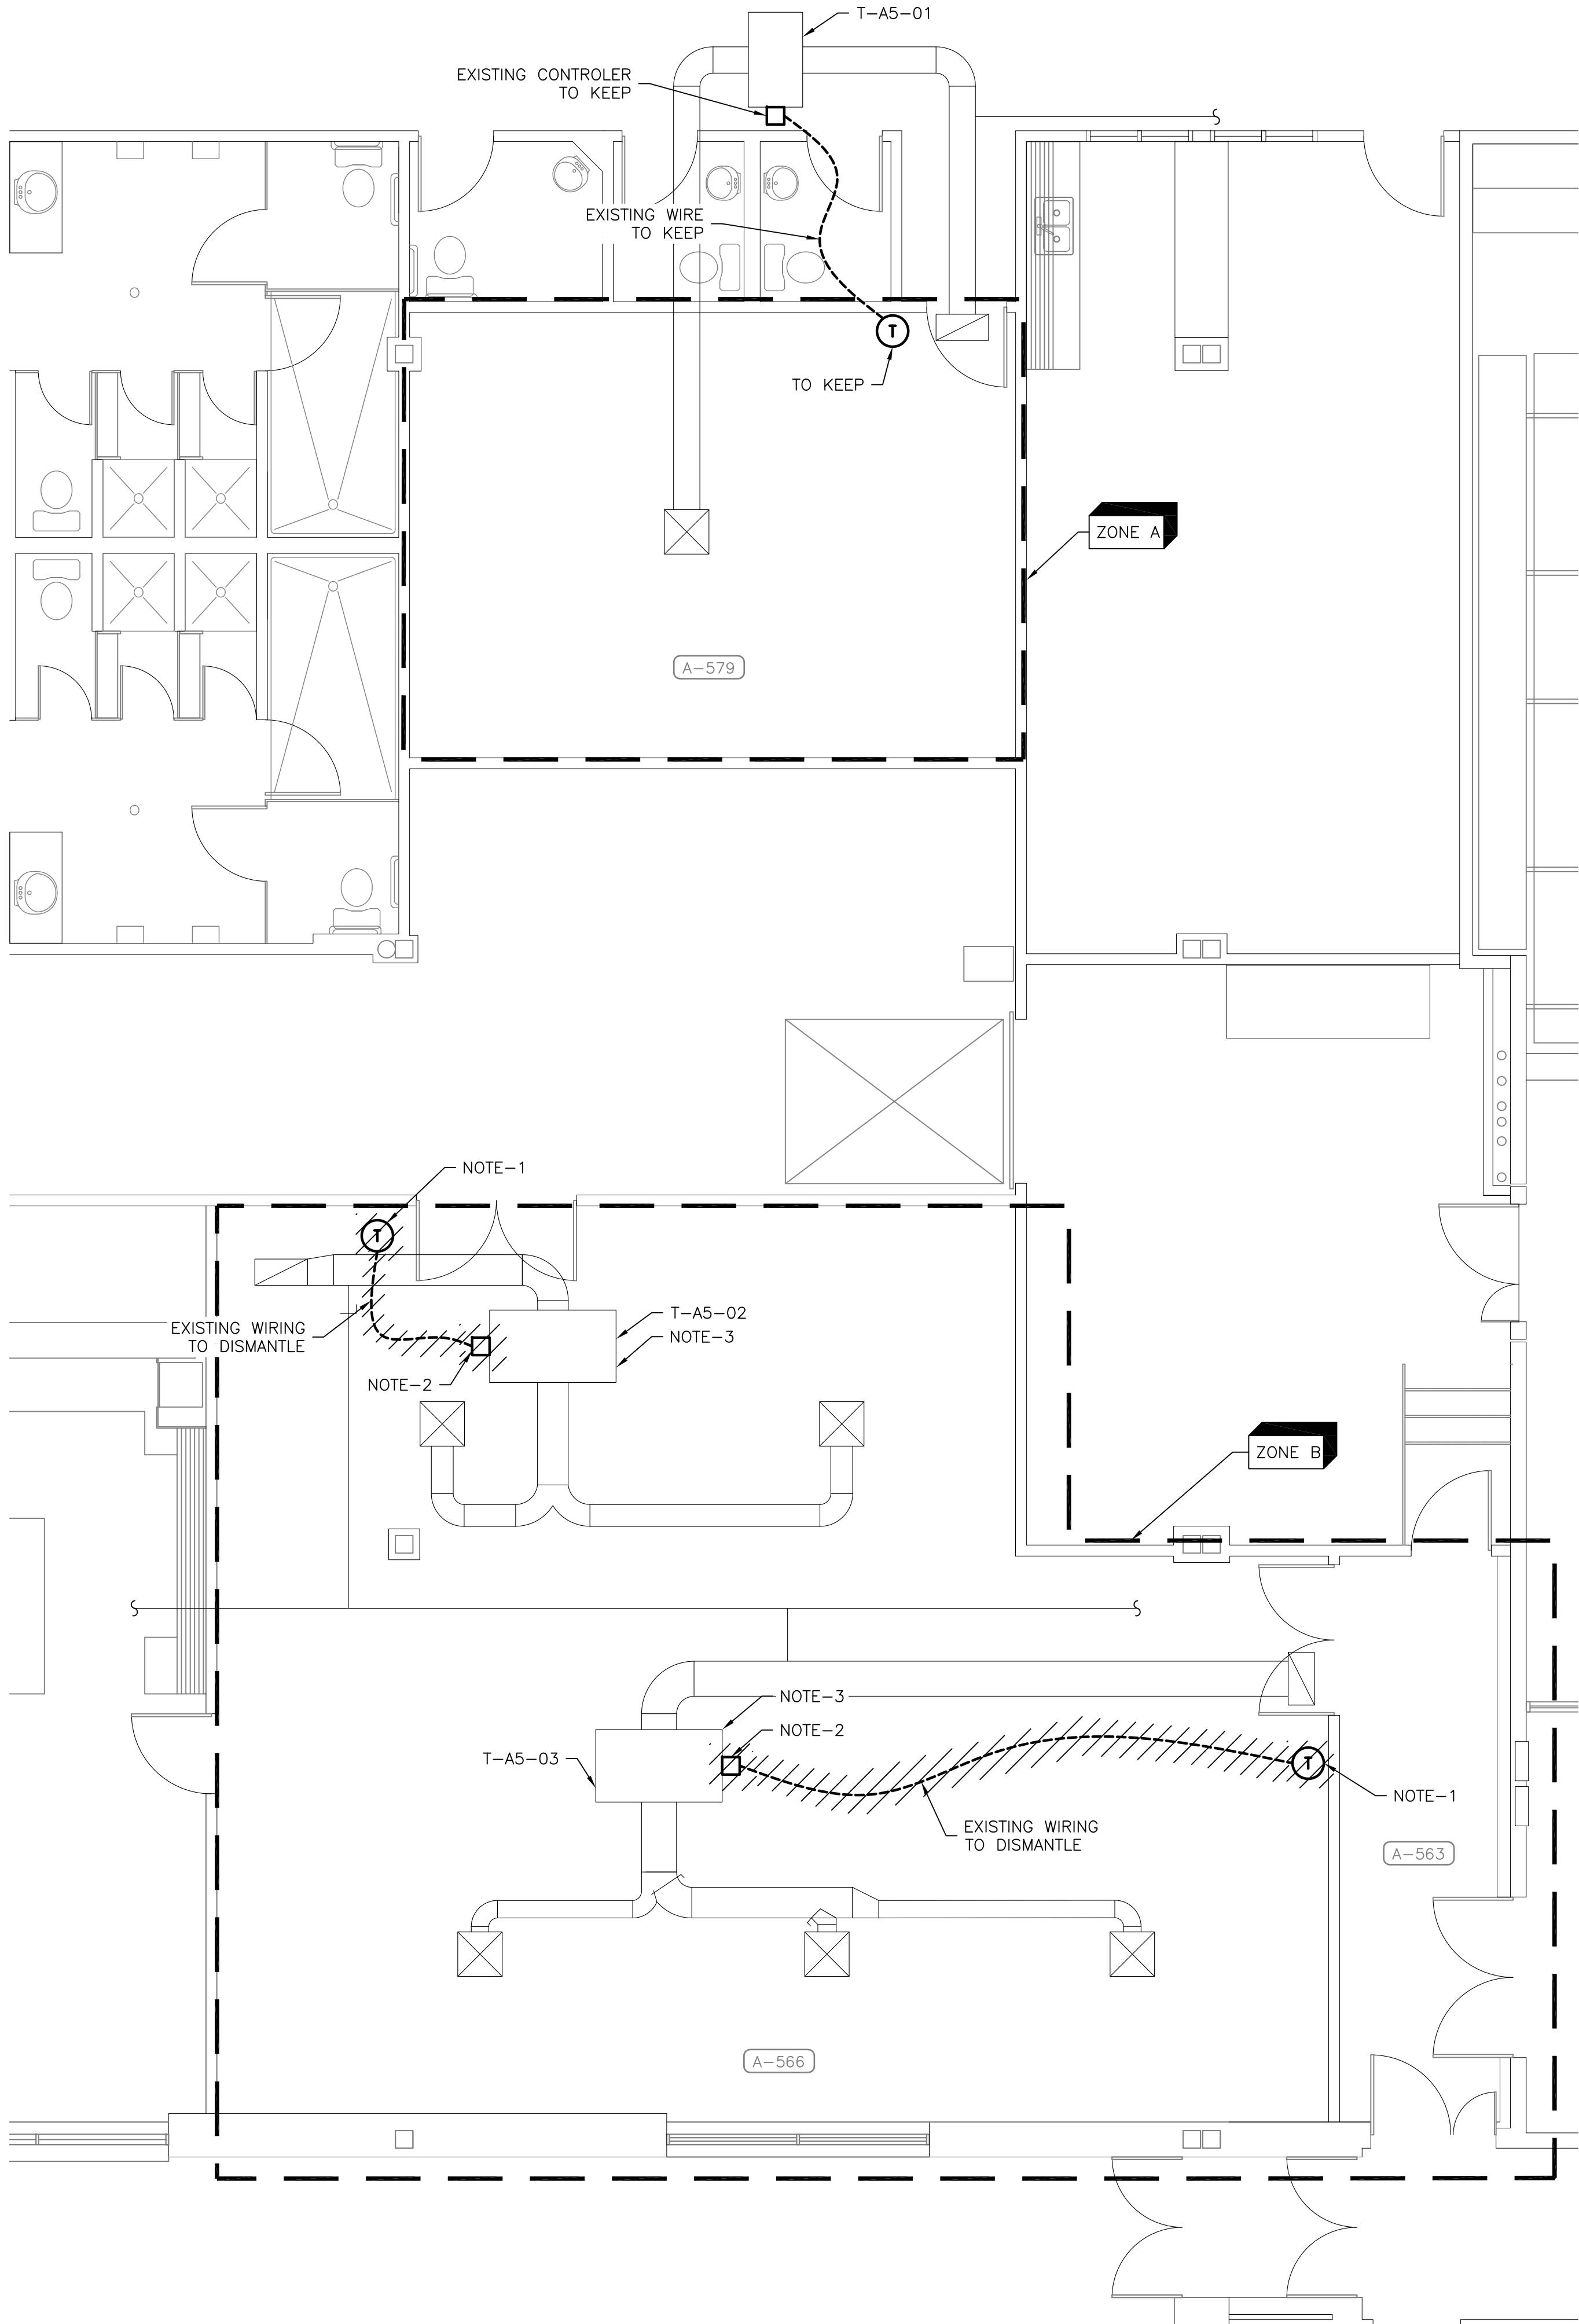 T-A5-01
EXISTING CONTROLER
TO KEEP
EXISTING WIRE
TO KEEP
T
TO KEEP
ZONE A
A-579
NOTE-1
T
EXISTING WIRING
TO DISMANTLE
T-A5-02
NOTE-3
NOTE-2
ZONE B
NOTE-3
NOTE-2
T-A5-03
T
NOTE-1
EXISTING WIRING
TO DISMANTLE
A-563
A-566